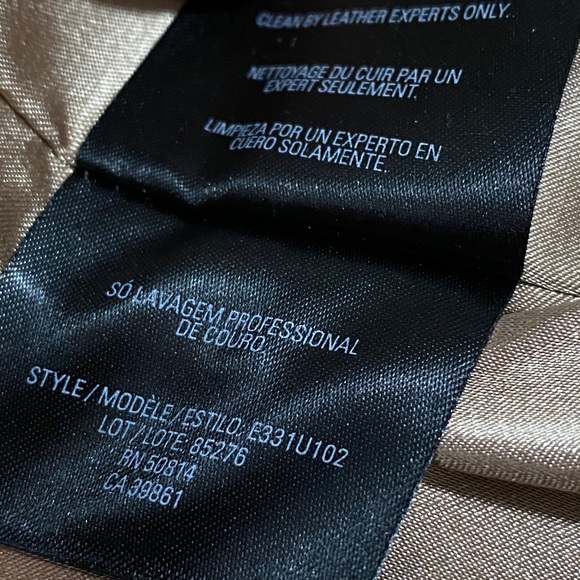 CLEAN BY LEATHER EXPERTS ONLY.
NETTOYAGE DU CUIR PAR UN
EXPERT SEULEMENT.
LIMPIEZA POR UN EXPERTO EN
CUERO SOLAMENTE.
SÓ LAVAGEM PROFESSIONAL
DE COURO.
STYLE / MODÈLE / ESTILO: E331U102
LOT / LOTE: 85276
RN 50814
CA 39861